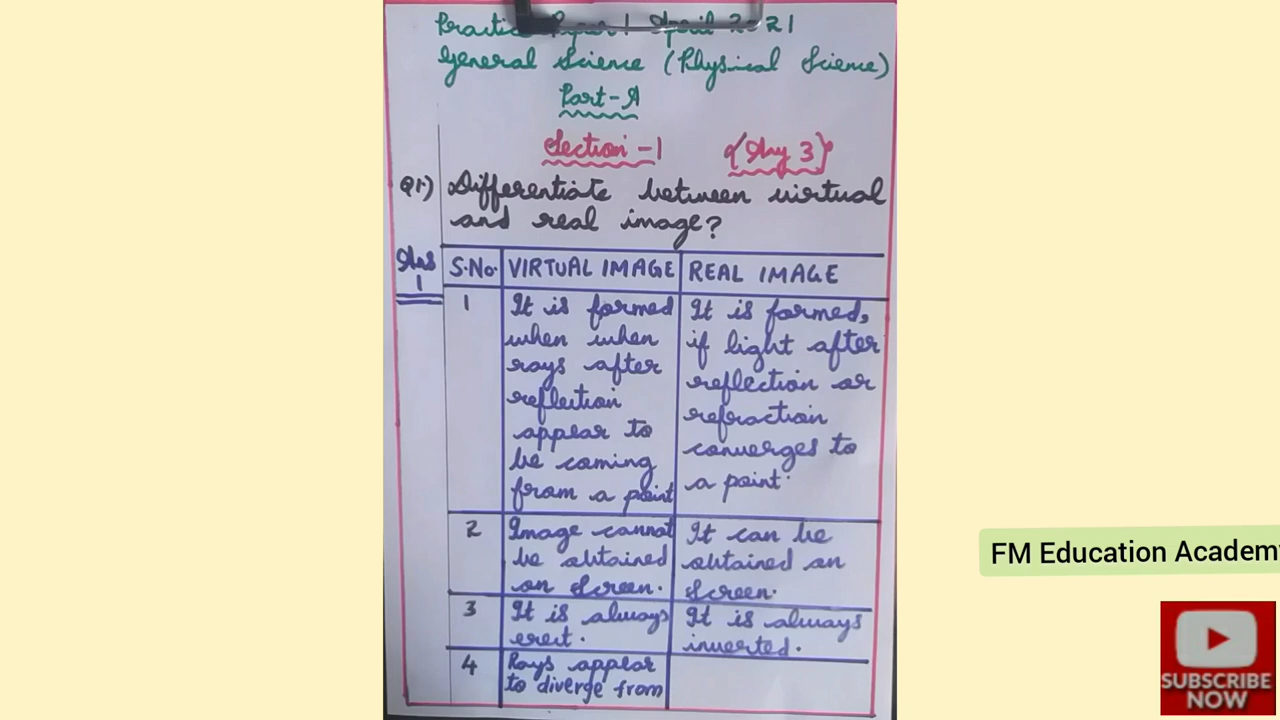 Practice Paper 1 April 2021
General Science (Physical Science)
Part-A
Section-1 {Any 3}
Q1.) Differentiate between virtual
and real image?
Ans
1
S.No. VIRTUAL IMAGE REAL IMAGE
1 It is formed
when when
rays after
reflection
appear to
be coming
from a point
It is formed,
if light after
reflection or
refraction
converges to
a point.
2 Image cannot
be obtained
on Screen.
It can be
obtained on
Screen.
3 It is always
erect.
It is always
inverted.
4 Rays appear
to diverge from
FM Education Academy
SUBSCRIBE
NOW